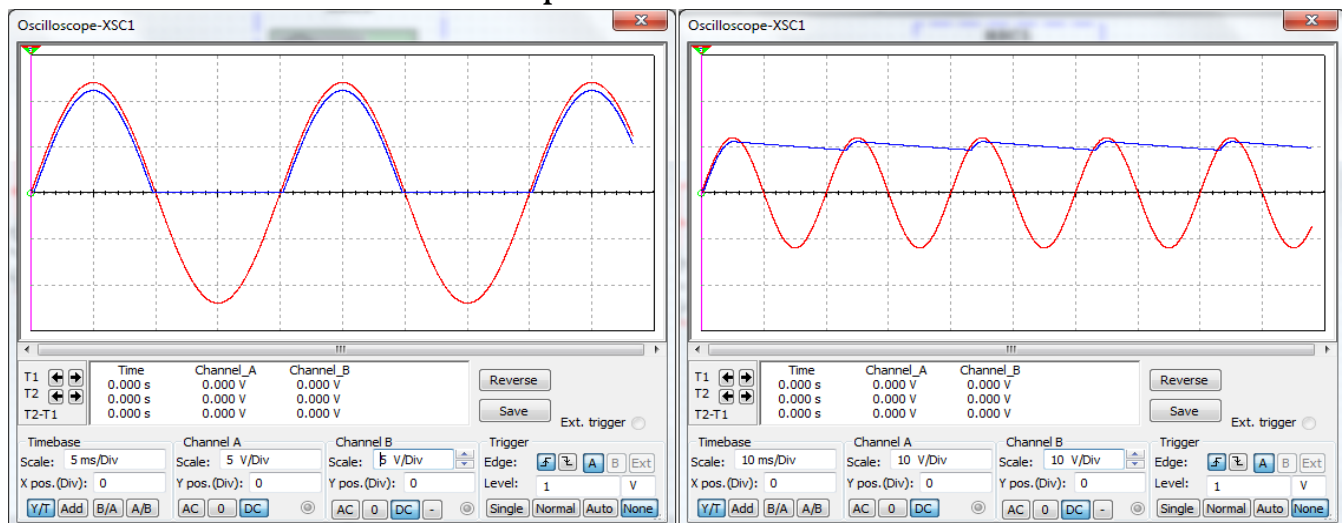 Oscilloscope-XSC1
T1
T2
T2-T1
Time Channel_A Channel_B
0.000 s 0.000 V 0.000 V
0.000 s 0.000 V 0.000 V
0.000 s 0.000 V 0.000 V
Reverse
Save
Ext. trigger
Timebase
Scale: 5 ms/Div
X pos.(Div): 0
Y/T Add B/A A/B
Channel A
Scale: 5 V/Div
Y pos.(Div): 0
AC 0 DC
Channel B
Scale: 5 V/Div
Y pos.(Div): 0
AC 0 DC -
Trigger
Edge: A B Ext
Level: 1 V
Single Normal Auto None
Oscilloscope-XSC1
T1
T2
T2-T1
Time Channel_A Channel_B
0.000 s 0.000 V 0.000 V
0.000 s 0.000 V 0.000 V
0.000 s 0.000 V 0.000 V
Reverse
Save
Ext. trigger
Timebase
Scale: 10 ms/Div
X pos.(Div): 0
Y/T Add B/A A/B
Channel A
Scale: 10 V/Div
Y pos.(Div): 0
AC 0 DC
Channel B
Scale: 10 V/Div
Y pos.(Div): 0
AC 0 DC -
Trigger
Edge: A B Ext
Level: 1 V
Single Normal Auto None